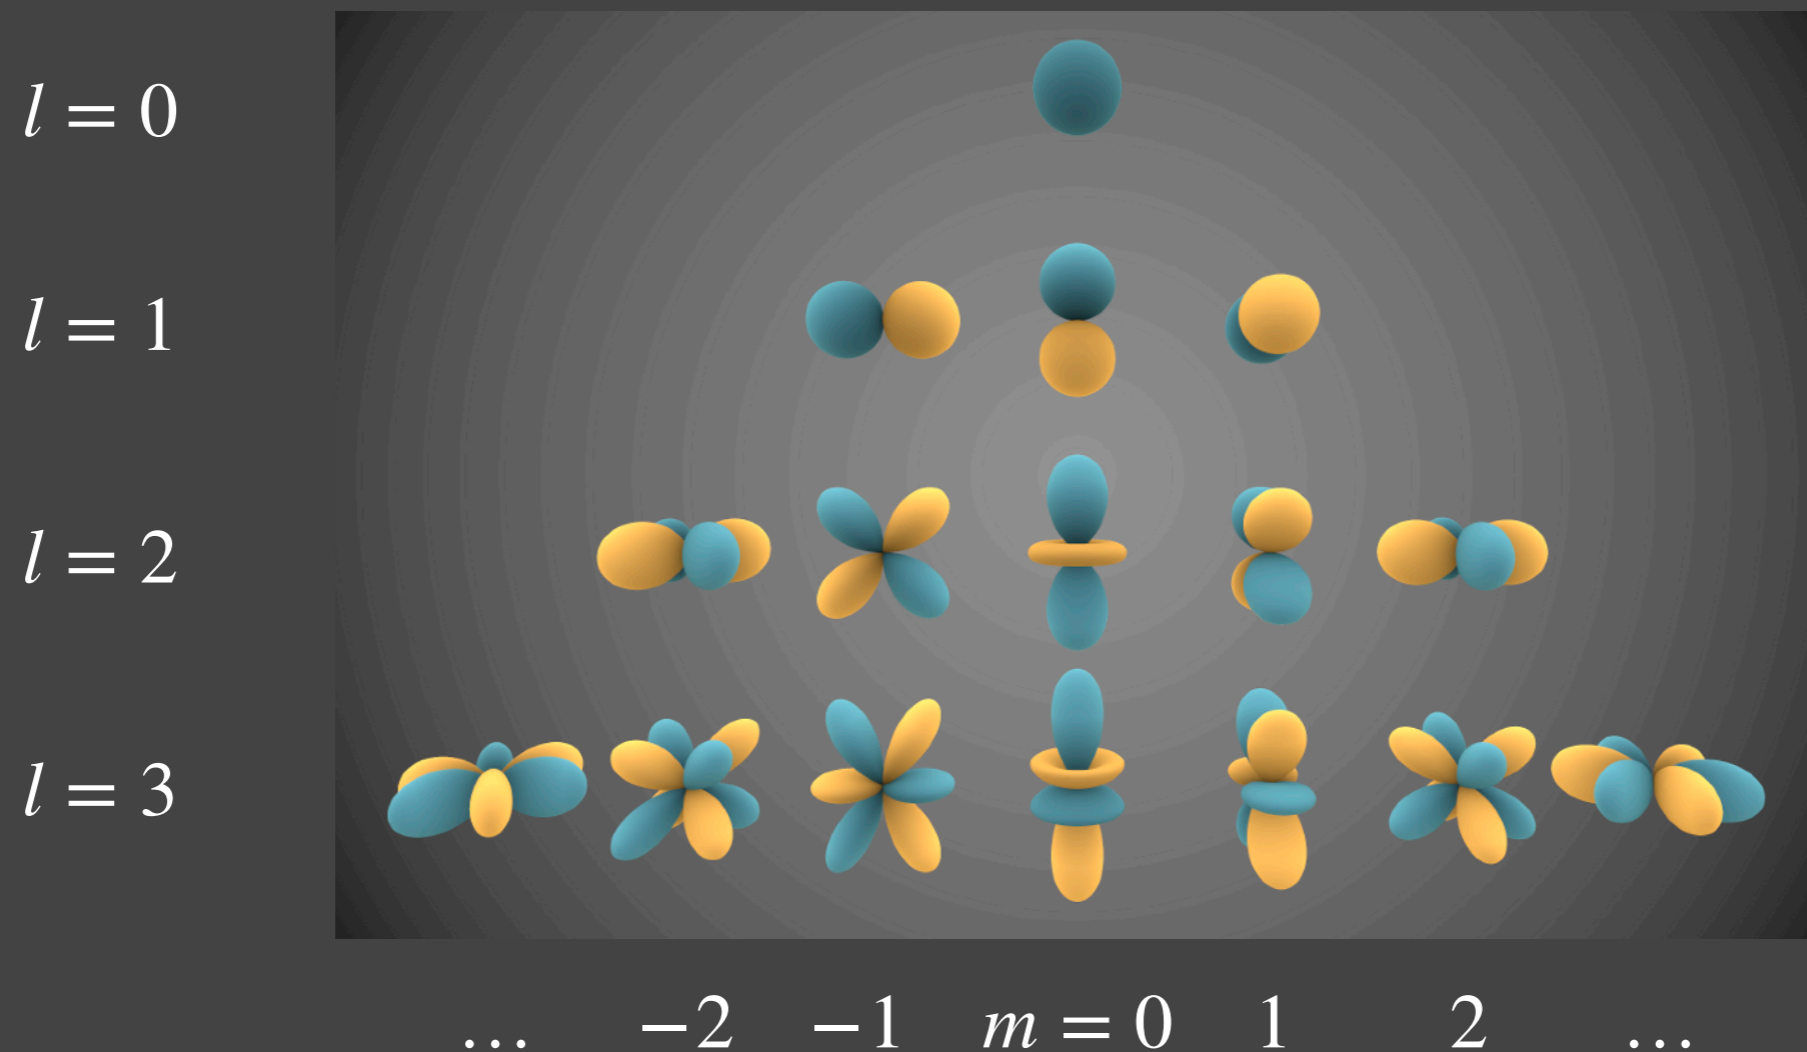 l = 0
l = 1
l = 2
l = 3
… −2 −1 m = 0 1 2 …